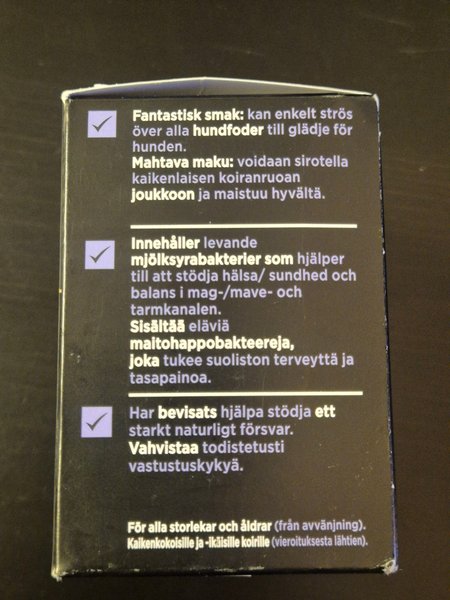 Fantastisk smak: kan enkelt strös
över alla hundfoder till glädje för
hunden.
Mahtava maku: voidaan sirotella
kaikenlaisen koiranruoan
joukkoon ja maistuu hyvältä.
Innehåller levande
mjölksyrabakterier som hjälper
till att stödja hälsa/ sundhed och
balans i mag-/mave- och
tarmkanalen.
Sisältää eläviä
maitohappobakteereja,
joka tukee suoliston terveyttä ja
tasapainoa.
Har bevisats hjälpa stödja ett
starkt naturligt försvar.
Vahvistaa todistetusti
vastustuskykyä.
För alla storlekar och åldrar (från avvänjning).
Kaikenkokoisille ja -ikäisille koirille (vieroituksesta lähtien).